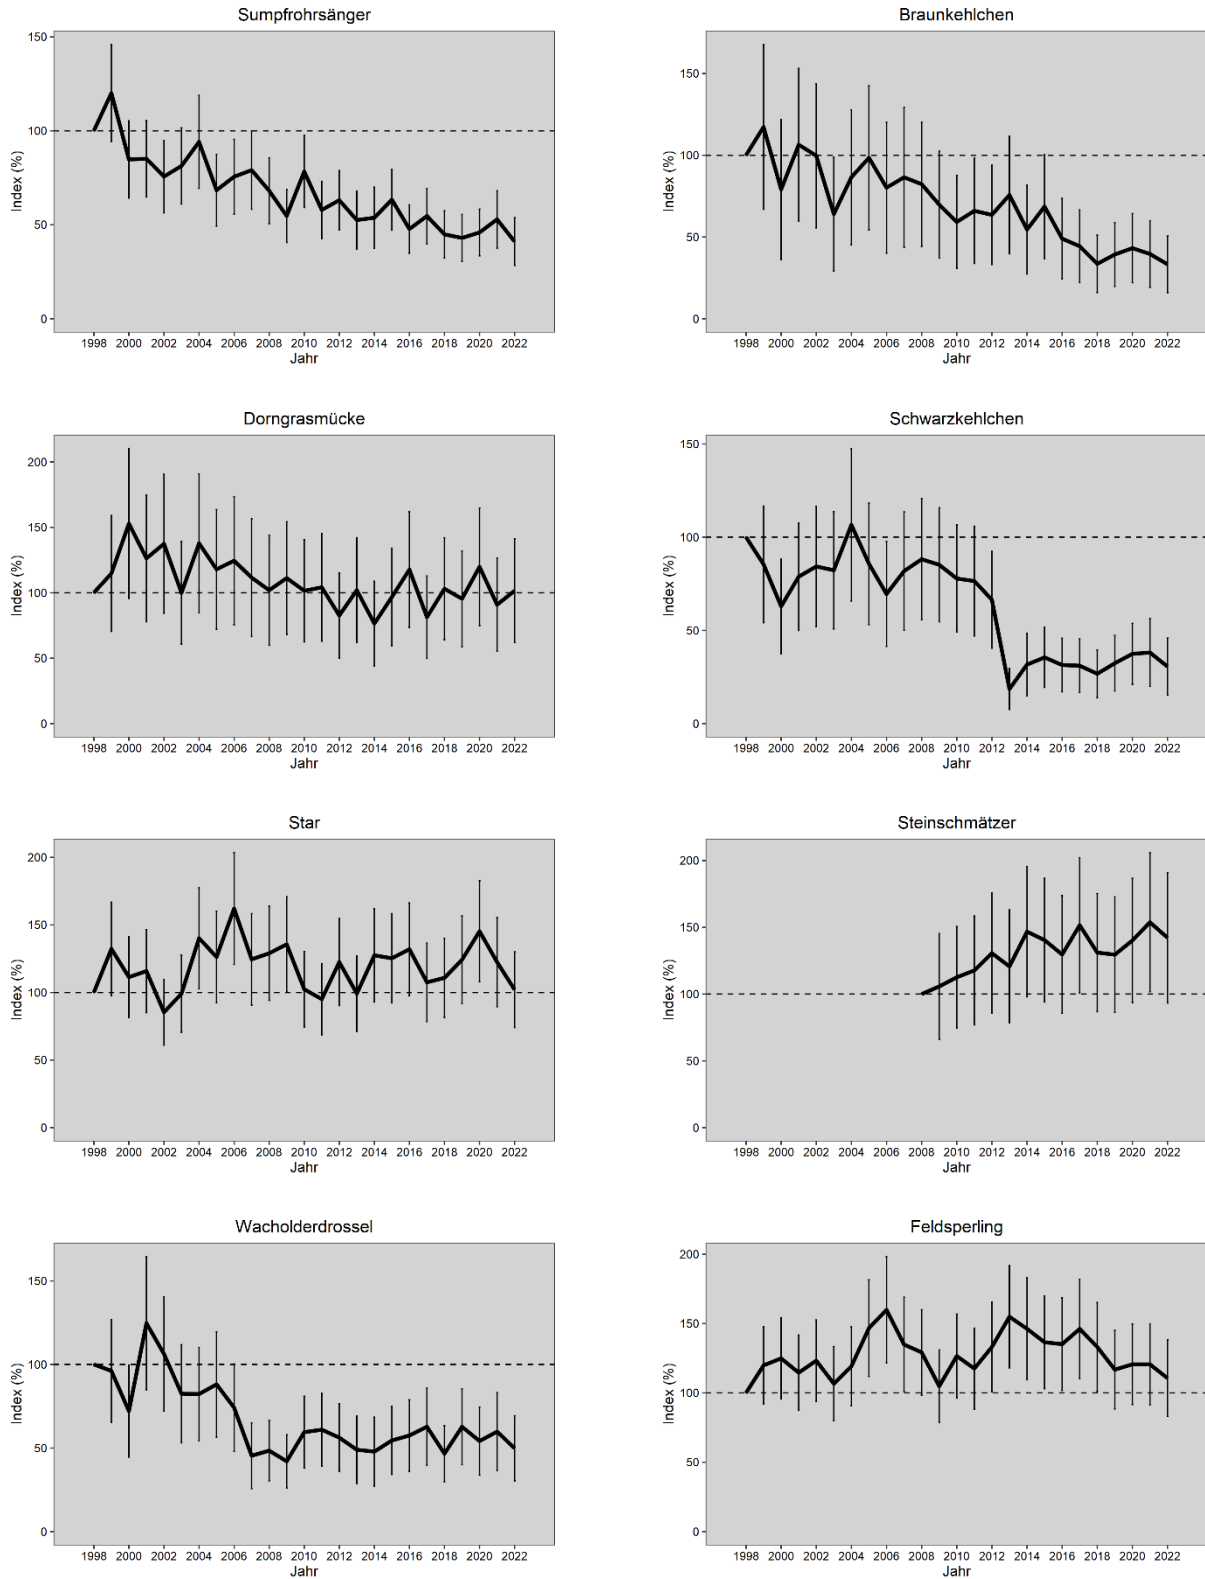 Sumpfrohrsänger
150
100
50
0
Index (%)
1998 2000 2002 2004 2006 2008 2010 2012 2014 2016 2018 2020 2022
Jahr
Braunkehlchen
150
100
50
0
Index (%)
1998 2000 2002 2004 2006 2008 2010 2012 2014 2016 2018 2020 2022
Jahr
Dorngrasmücke
200
150
100
50
0
Index (%)
1998 2000 2002 2004 2006 2008 2010 2012 2014 2016 2018 2020 2022
Jahr
Schwarzkehlchen
150
100
50
0
Index (%)
1998 2000 2002 2004 2006 2008 2010 2012 2014 2016 2018 2020 2022
Jahr
Star
200
150
100
50
0
Index (%)
1998 2000 2002 2004 2006 2008 2010 2012 2014 2016 2018 2020 2022
Jahr
Steinschmätzer
200
150
100
50
0
Index (%)
1998 2000 2002 2004 2006 2008 2010 2012 2014 2016 2018 2020 2022
Jahr
Wacholderdrossel
150
100
50
0
Index (%)
1998 2000 2002 2004 2006 2008 2010 2012 2014 2016 2018 2020 2022
Jahr
Feldsperling
200
150
100
50
0
Index (%)
1998 2000 2002 2004 2006 2008 2010 2012 2014 2016 2018 2020 2022
Jahr